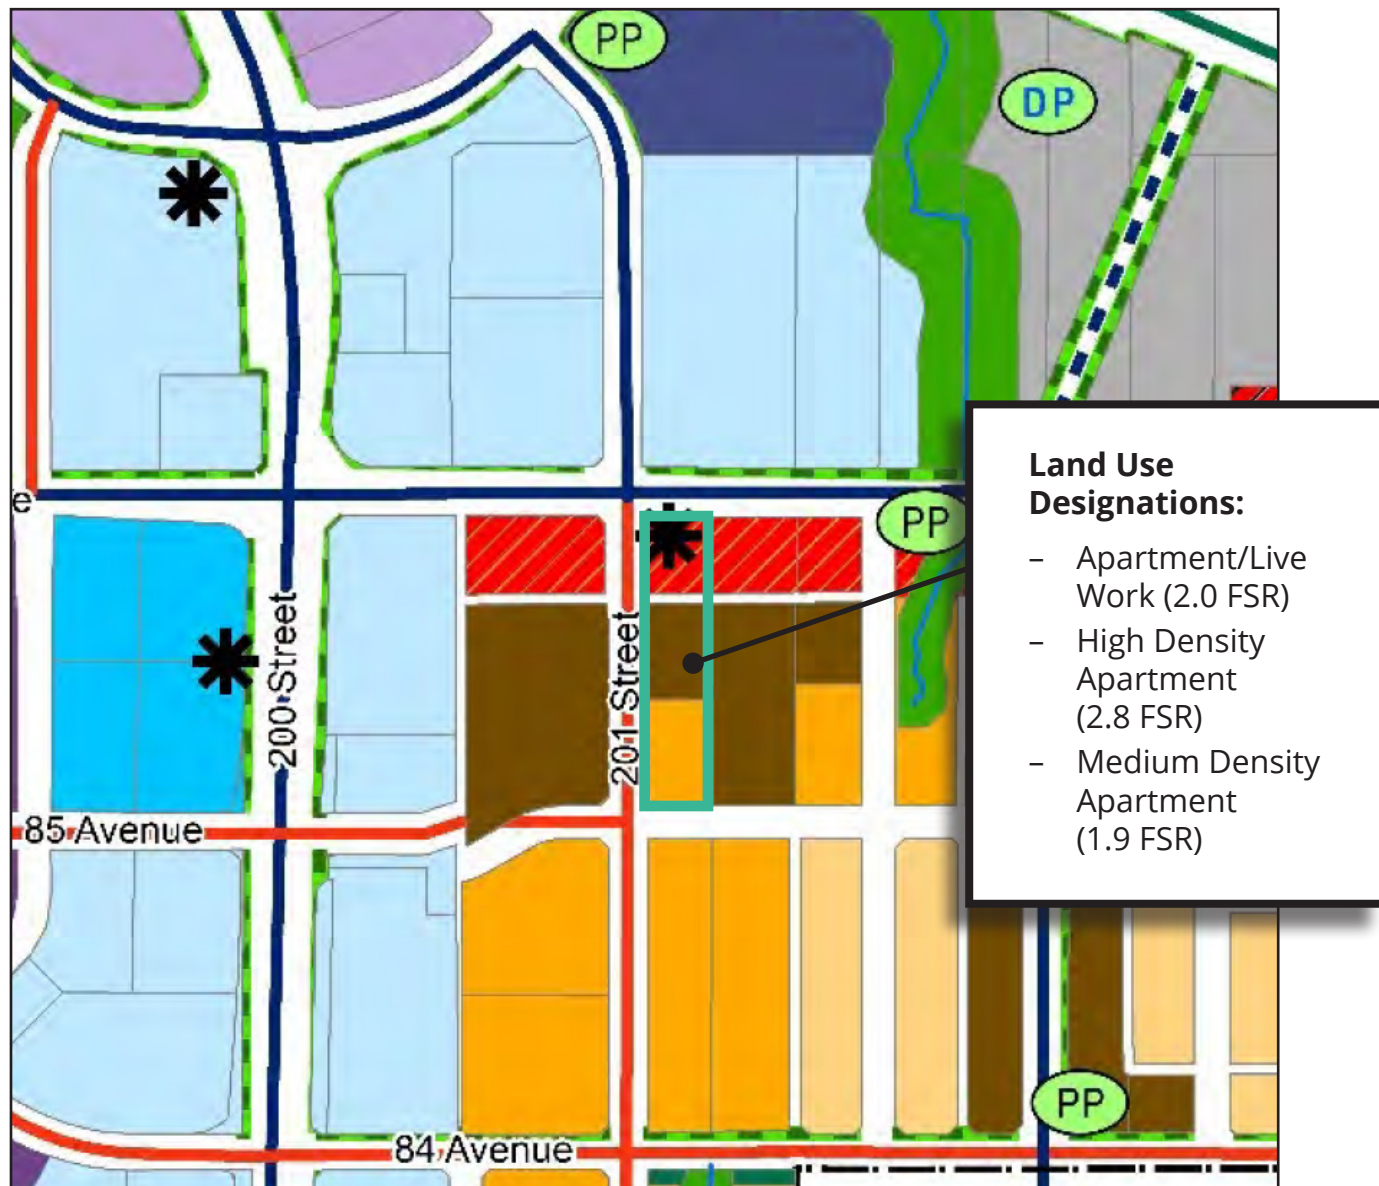 PP
DP
e
PP
200 Street
201 Street
85 Avenue
Land Use
Designations:
– Apartment/Live
Work (2.0 FSR)
– High Density
Apartment
(2.8 FSR)
– Medium Density
Apartment
(1.9 FSR)
PP
84 Avenue